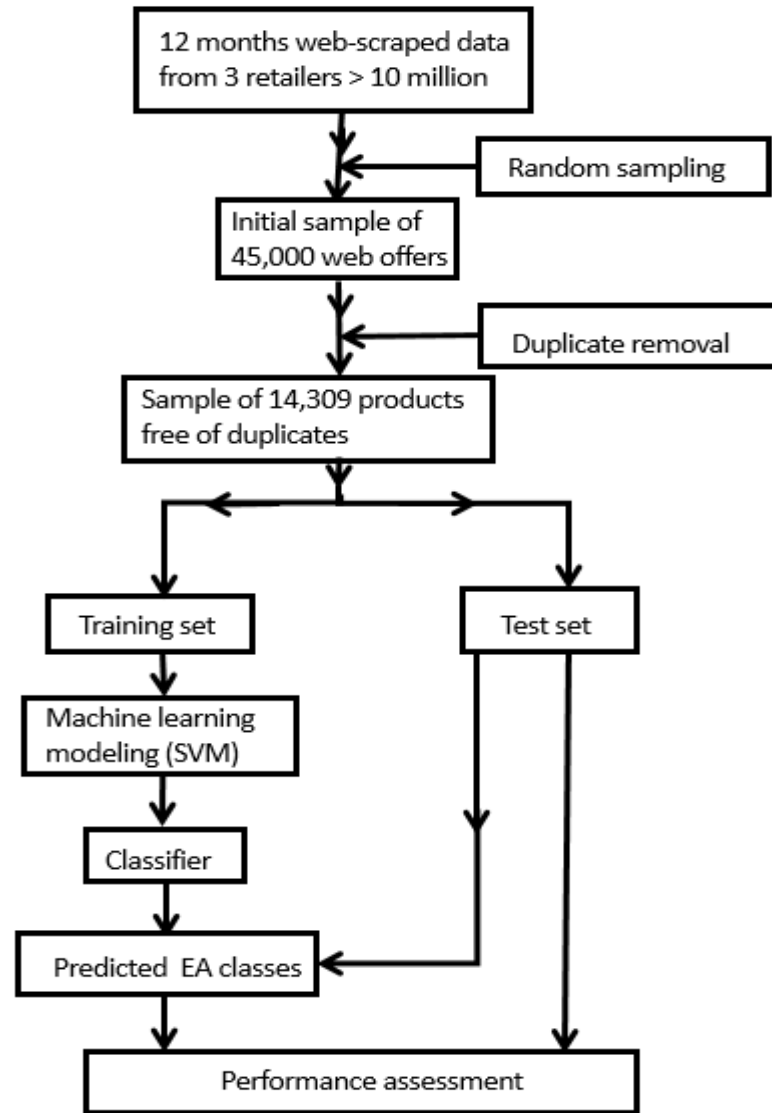 12 months web-scraped data
from 3 retailers > 10 million
Random sampling
Initial sample of
45,000 web offers
Duplicate removal
Sample of 14,309 products
free of duplicates
Training set
Test set
Machine learning
modeling (SVM)
Classifier
Predicted EA classes
Performance assessment